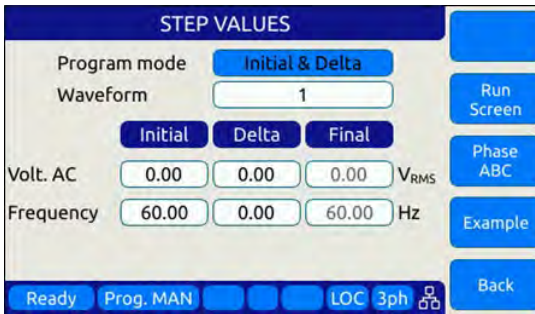 STEP VALUES
Program mode Initial & Delta
Waveform 1
Initial Delta Final
Volt. AC 0.00 0.00 0.00 VRMS
Frequency 60.00 0.00 60.00 Hz
Ready Prog. MAN LOC 3ph
Run
Screen
Phase
ABC
Example
Back